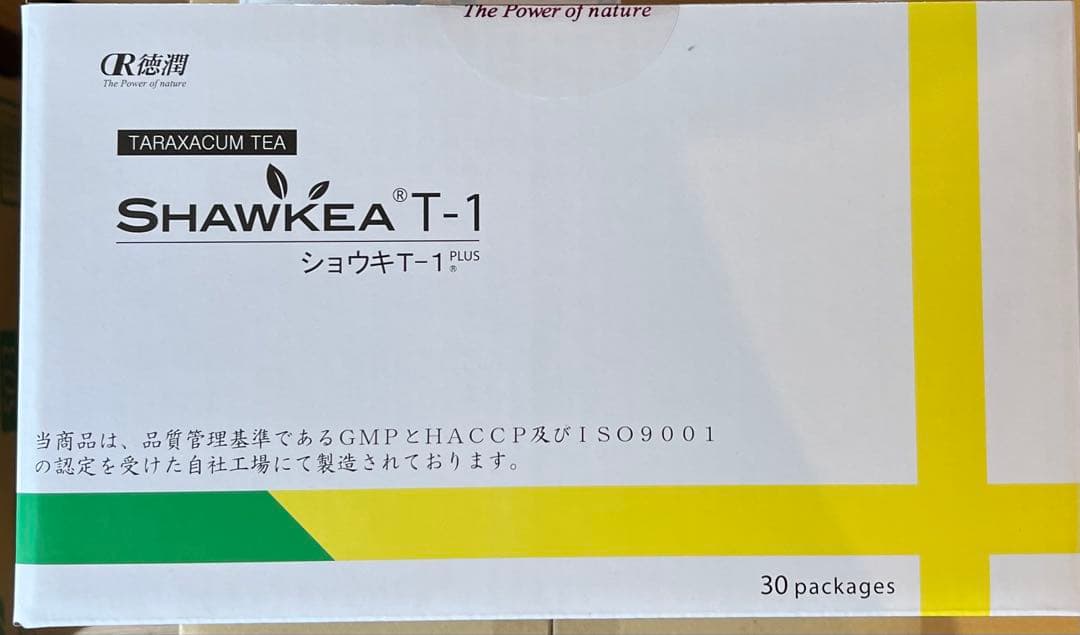 The Power of nature
CR徳潤
The Power of nature
TARAXACUM TEA
SHAWKEA® T-1
ショウキT-1 PLUS®
当商品は、品質管理基準であるGMPとHACCP及びISO9001
の認定を受けた自社工場にて製造されております。
30 packages